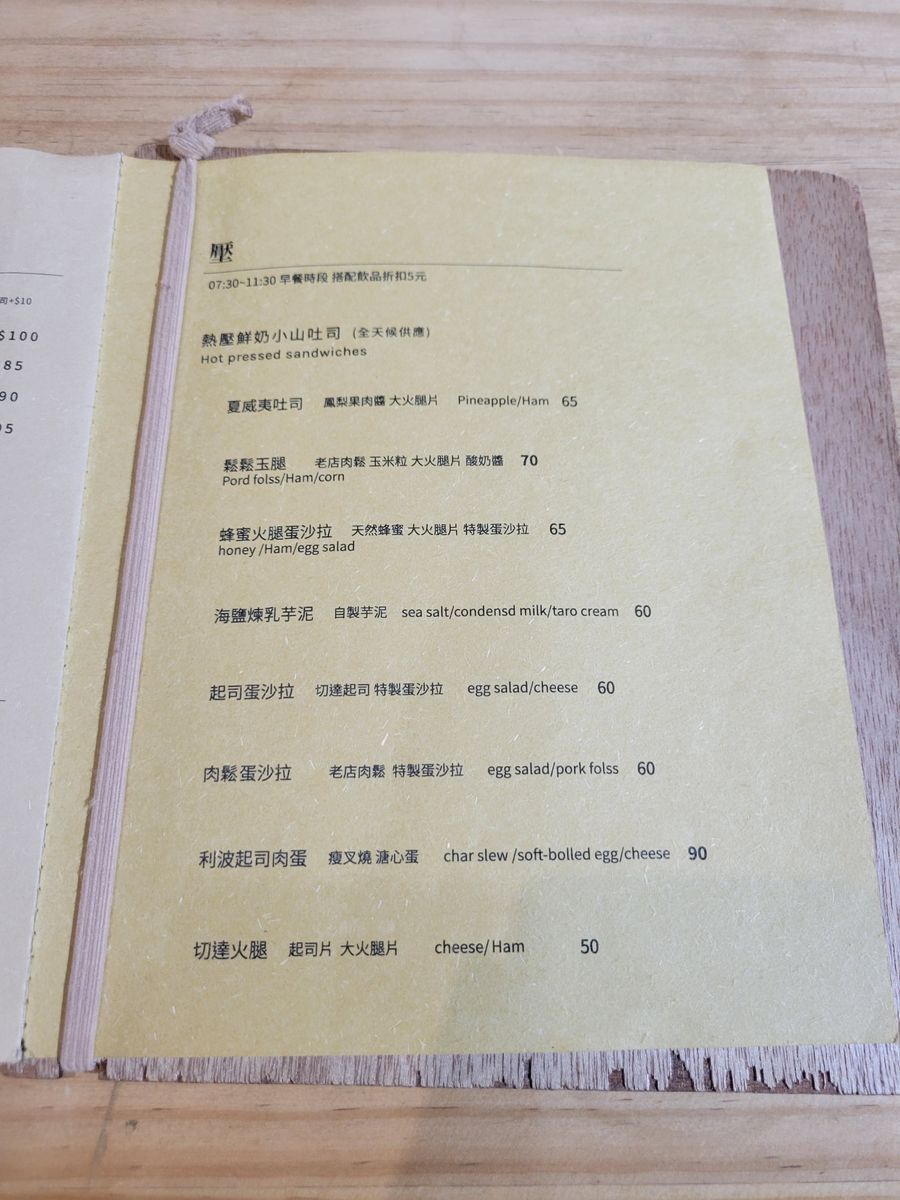 司+$10
$100
85
90
95
壓
07:30~11:30 早餐時段 搭配飲品折扣5元
熱壓鮮奶小山吐司 (全天候供應)
Hot pressed sandwiches
夏威夷吐司 鳳梨果肉醬 大火腿片 Pineapple/Ham 65
鬆鬆玉腿 老店肉鬆 玉米粒 大火腿片 酸奶醬 70
Pord folss/Ham/corn
蜂蜜火腿蛋沙拉 天然蜂蜜 大火腿片 特製蛋沙拉 65
honey /Ham/egg salad
海鹽煉乳芋泥 自製芋泥 sea salt/condensd milk/taro cream 60
起司蛋沙拉 切達起司 特製蛋沙拉 egg salad/cheese 60
肉鬆蛋沙拉 老店肉鬆 特製蛋沙拉 egg salad/pork folss 60
利波起司肉蛋 瘦叉燒 溏心蛋 char slew /soft-bolled egg/cheese 90
切達火腿 起司片 大火腿片 cheese/Ham 50